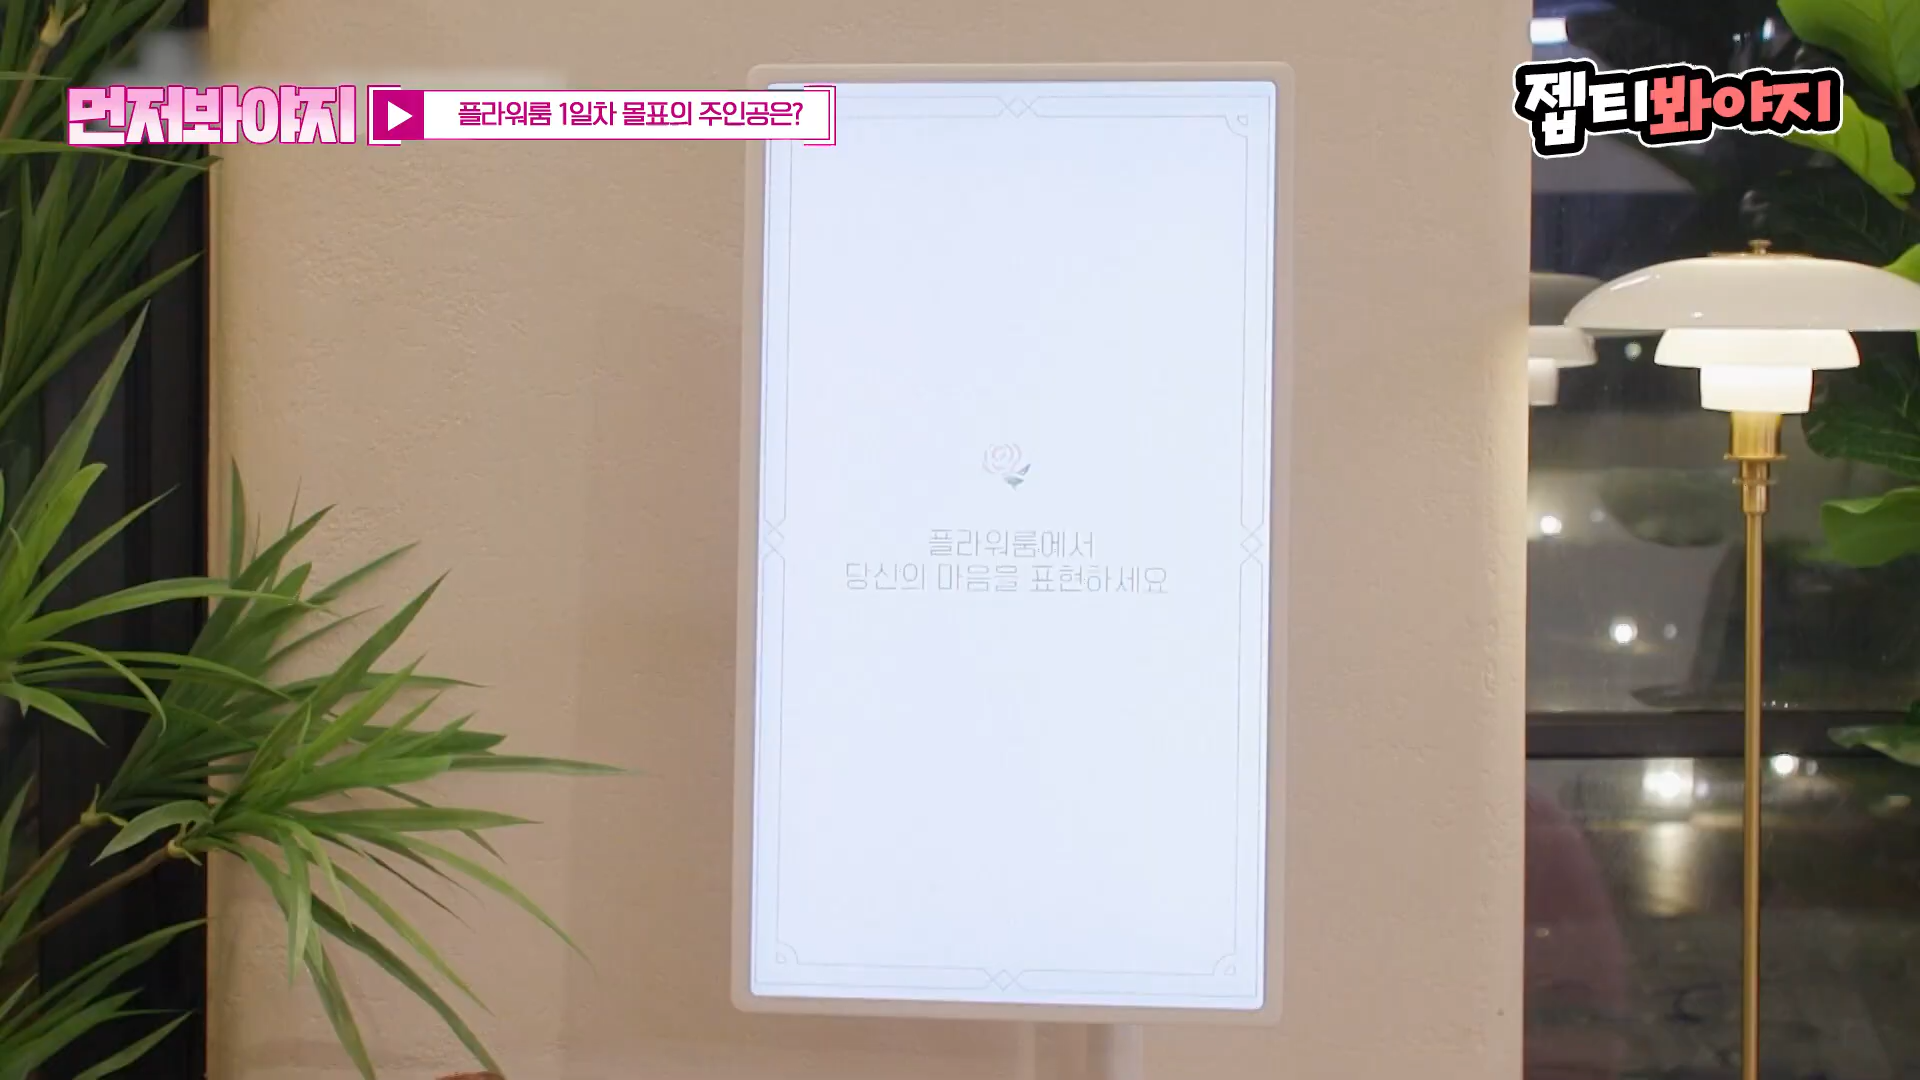 먼저봐야지
플라워룸 1일차 몰표의 주인공은?
젭티봐야지
플라워룸에서
당신의 마음을 표현하세요